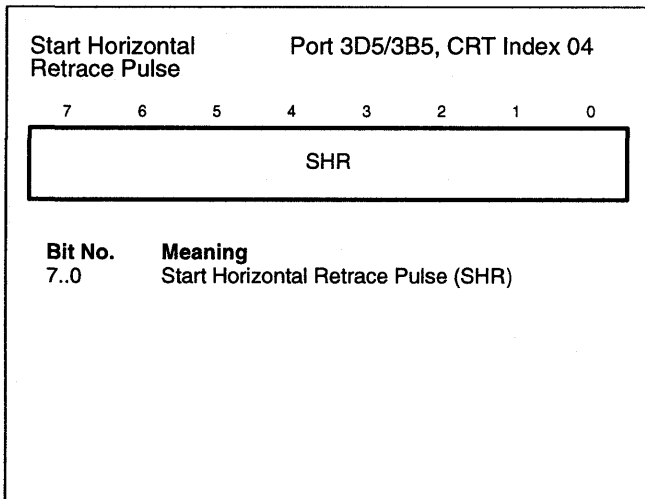 Start Horizontal Port 3D5/3B5, CRT Index 04
Retrace Pulse
7 6 5 4 3 2 1 0
SHR
Bit No. Meaning
7..0 Start Horizontal Retrace Pulse (SHR)